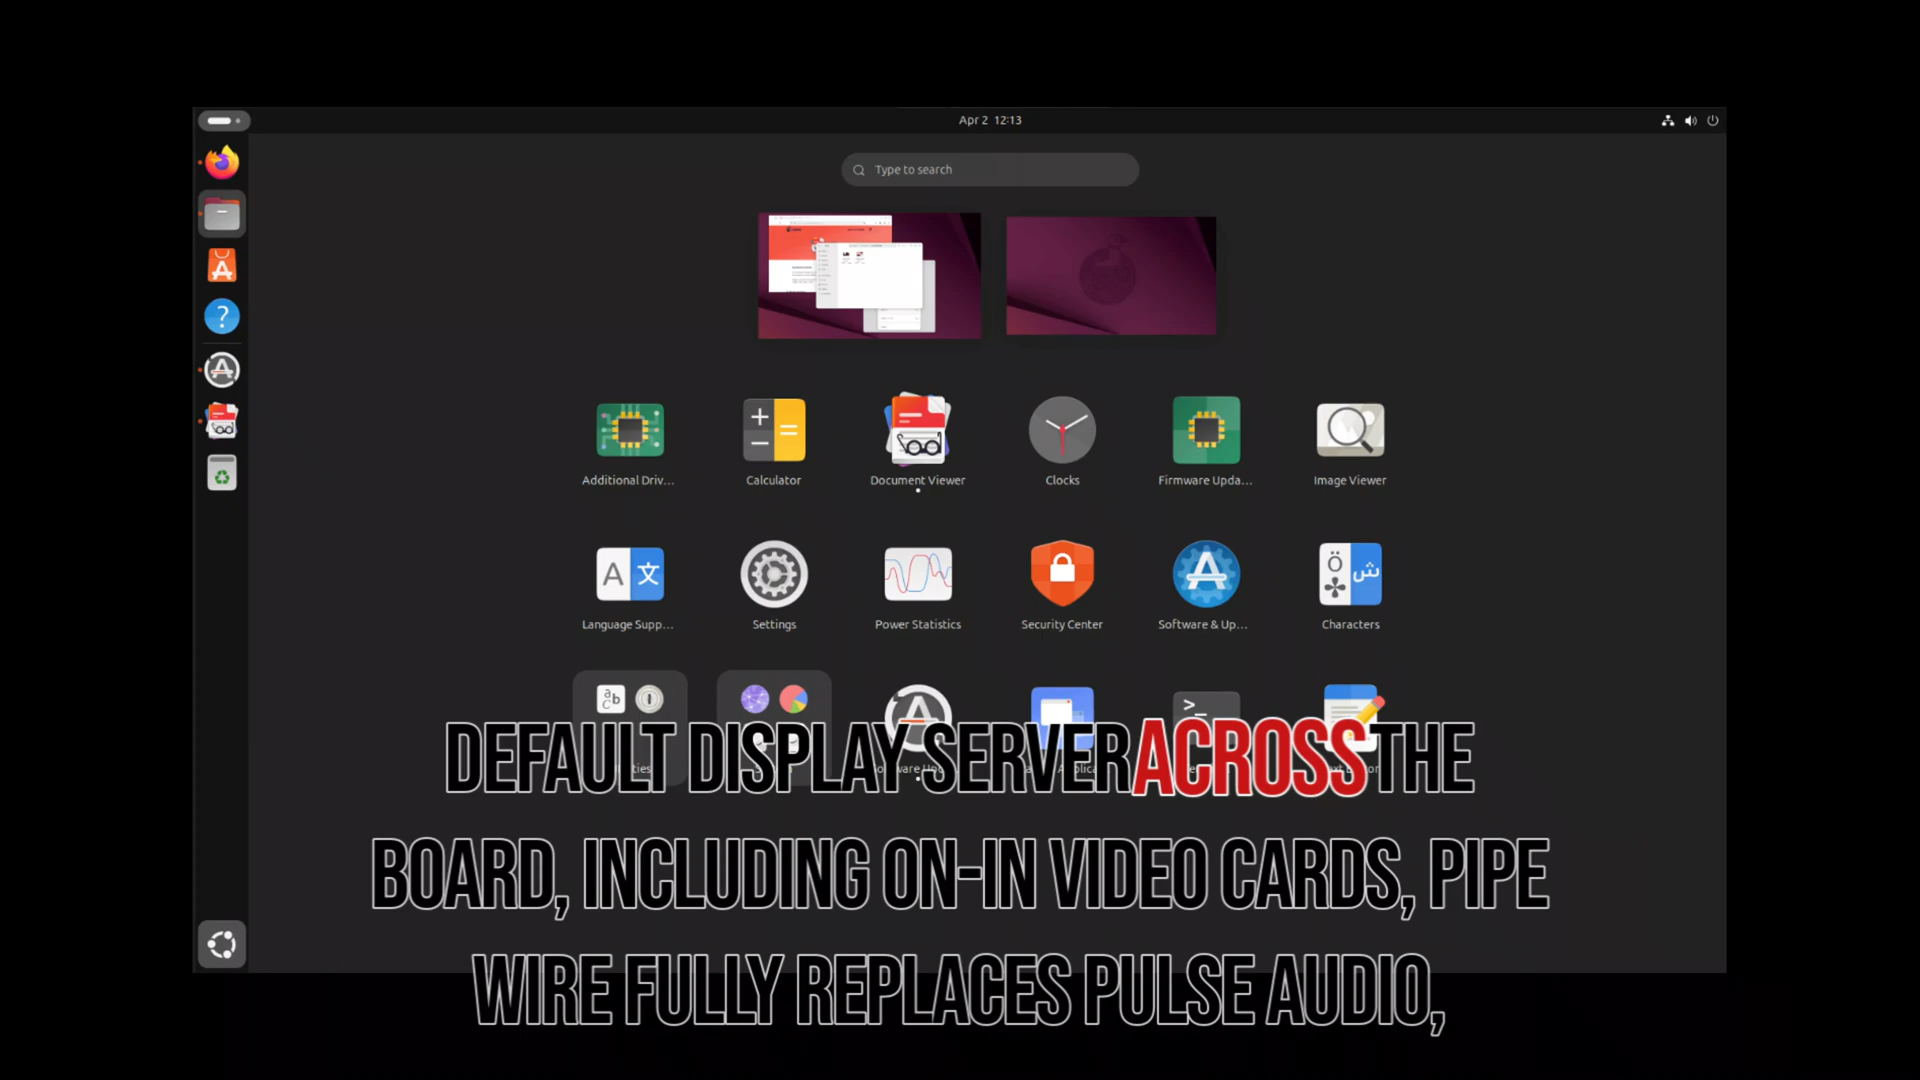 Apr 2 12:13
Type to search
Additional Driv...
Calculator
Document Viewer
Clocks
Firmware Upda...
Image Viewer
Language Supp...
Settings
Power Statistics
Security Center
Software & Up...
Characters
DEFAULT DISPLAY SERVER ACROSS THE
BOARD, INCLUDING ON-IN VIDEO CARDS, PIPE
WIRE FULLY REPLACES PULSE AUDIO,